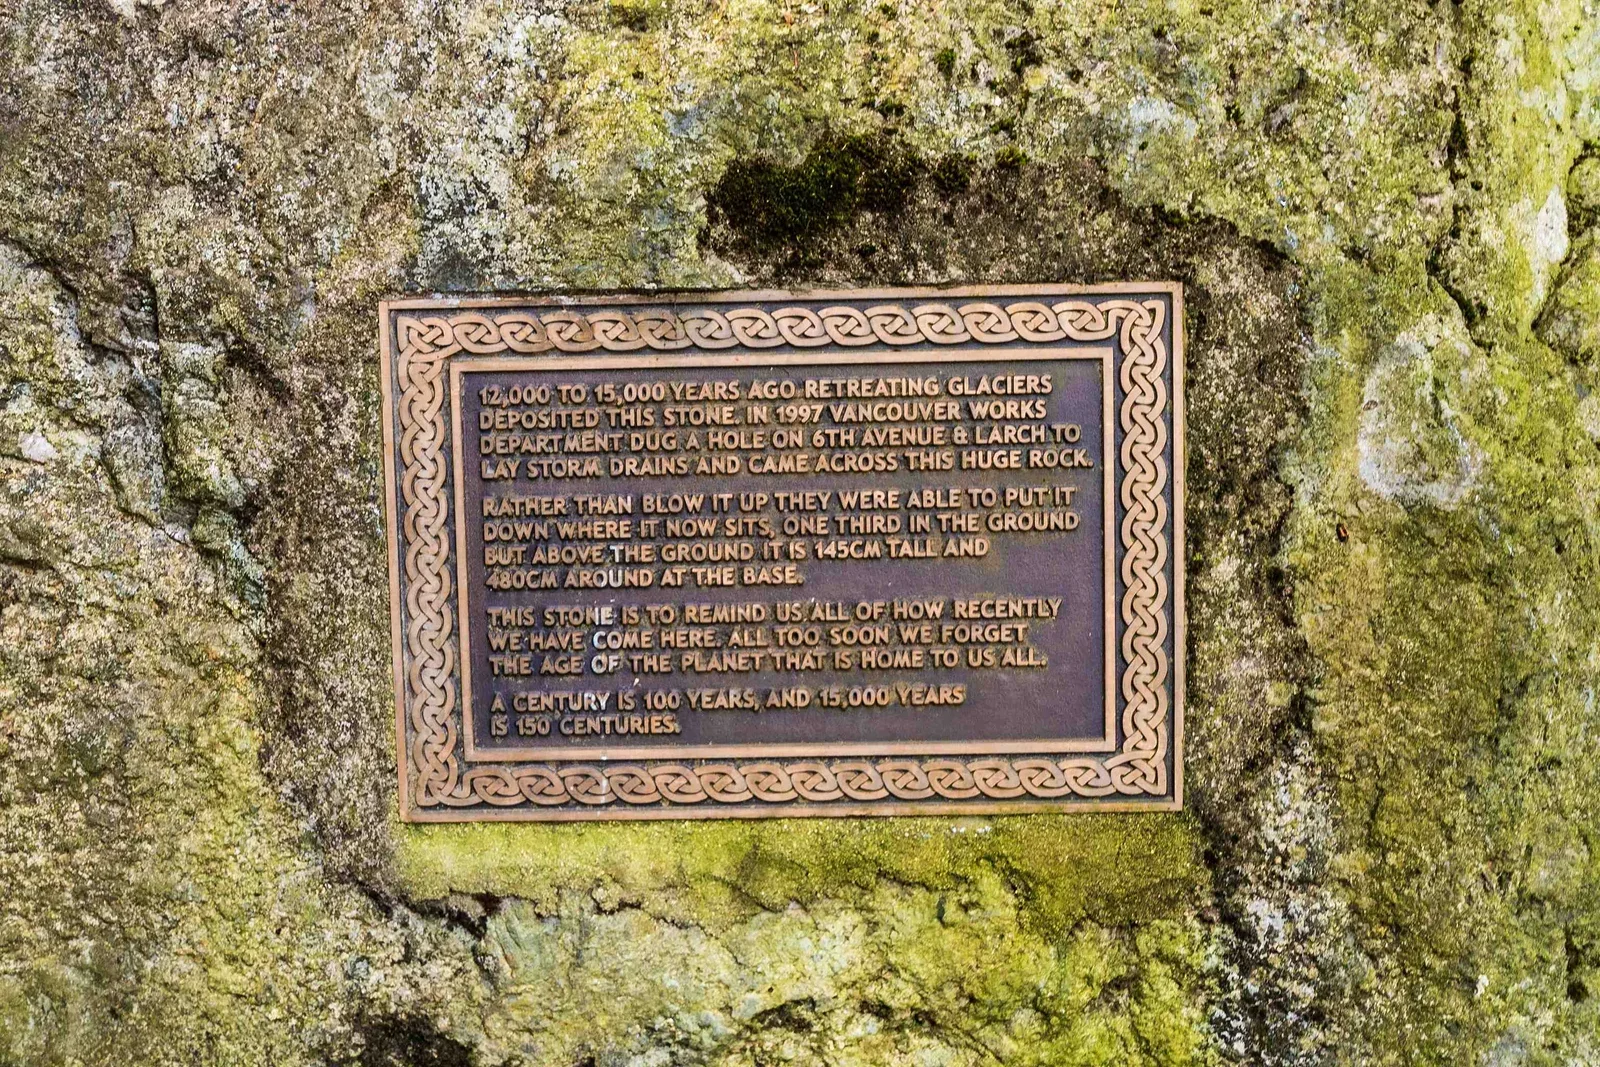 12,000 TO 15,000 YEARS AGO RETREATING GLACIERS
DEPOSITED THIS STONE. IN 1997 VANCOUVER WORKS
DEPARTMENT DUG A HOLE ON 6TH AVENUE & LARCH TO
LAY STORM DRAINS AND CAME ACROSS THIS HUGE ROCK.
RATHER THAN BLOW IT UP THEY WERE ABLE TO PUT IT
DOWN WHERE IT NOW SITS, ONE THIRD IN THE GROUND
BUT ABOVE THE GROUND IT IS 145CM TALL AND
480CM AROUND AT THE BASE.
THIS STONE IS TO REMIND US ALL OF HOW RECENTLY
WE HAVE COME HERE. ALL TOO SOON WE FORGET
THE AGE OF THE PLANET THAT IS HOME TO US ALL.
A CENTURY IS 100 YEARS, AND 15,000 YEARS
IS 150 CENTURIES.